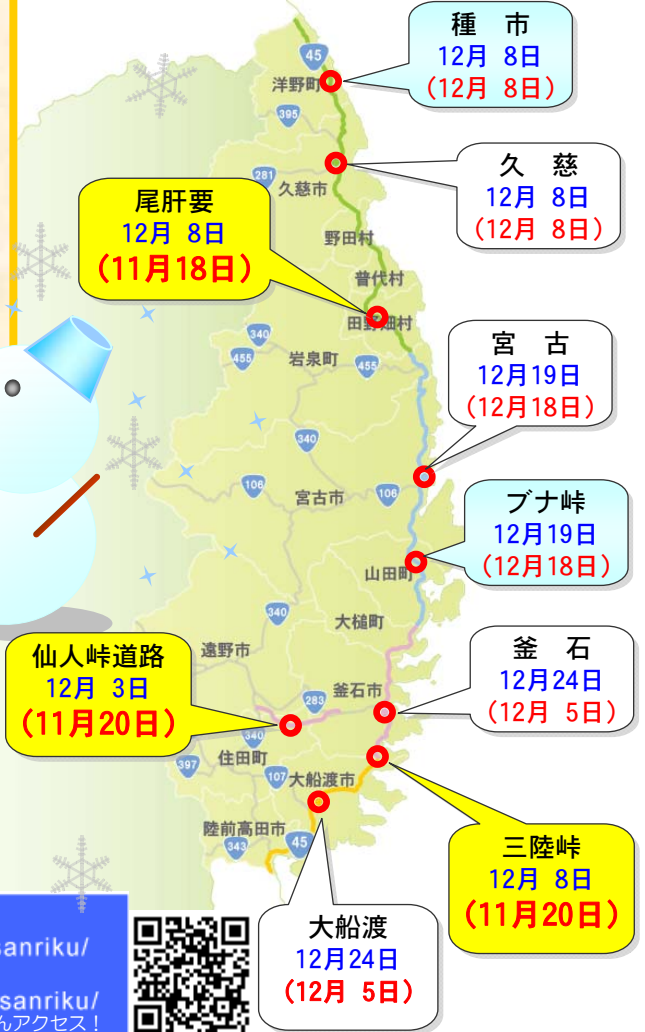 種　市
12月 8日
(12月 8日)
45
洋野町
395
久　慈
12月 8日
(12月 8日)
281
久慈市
尾肝要
12月 8日
(11月18日)
野田村
普代村
田野畑村
340
455
岩泉町
455
宮　古
12月19日
(12月18日)
340
106
宮古市
106
ブナ峠
12月19日
(12月18日)
山田町
340
大槌町
遠野市
仙人峠道路
12月 3日
(11月20日)
釜　石
12月24日
(12月 5日)
283
釜石市
340
住田町
397
107
大船渡市
陸前高田市
343
45
三陸峠
12月 8日
(11月20日)
大船渡
12月24日
(12月 5日)
sanriku/
sanriku/
んアクセス！